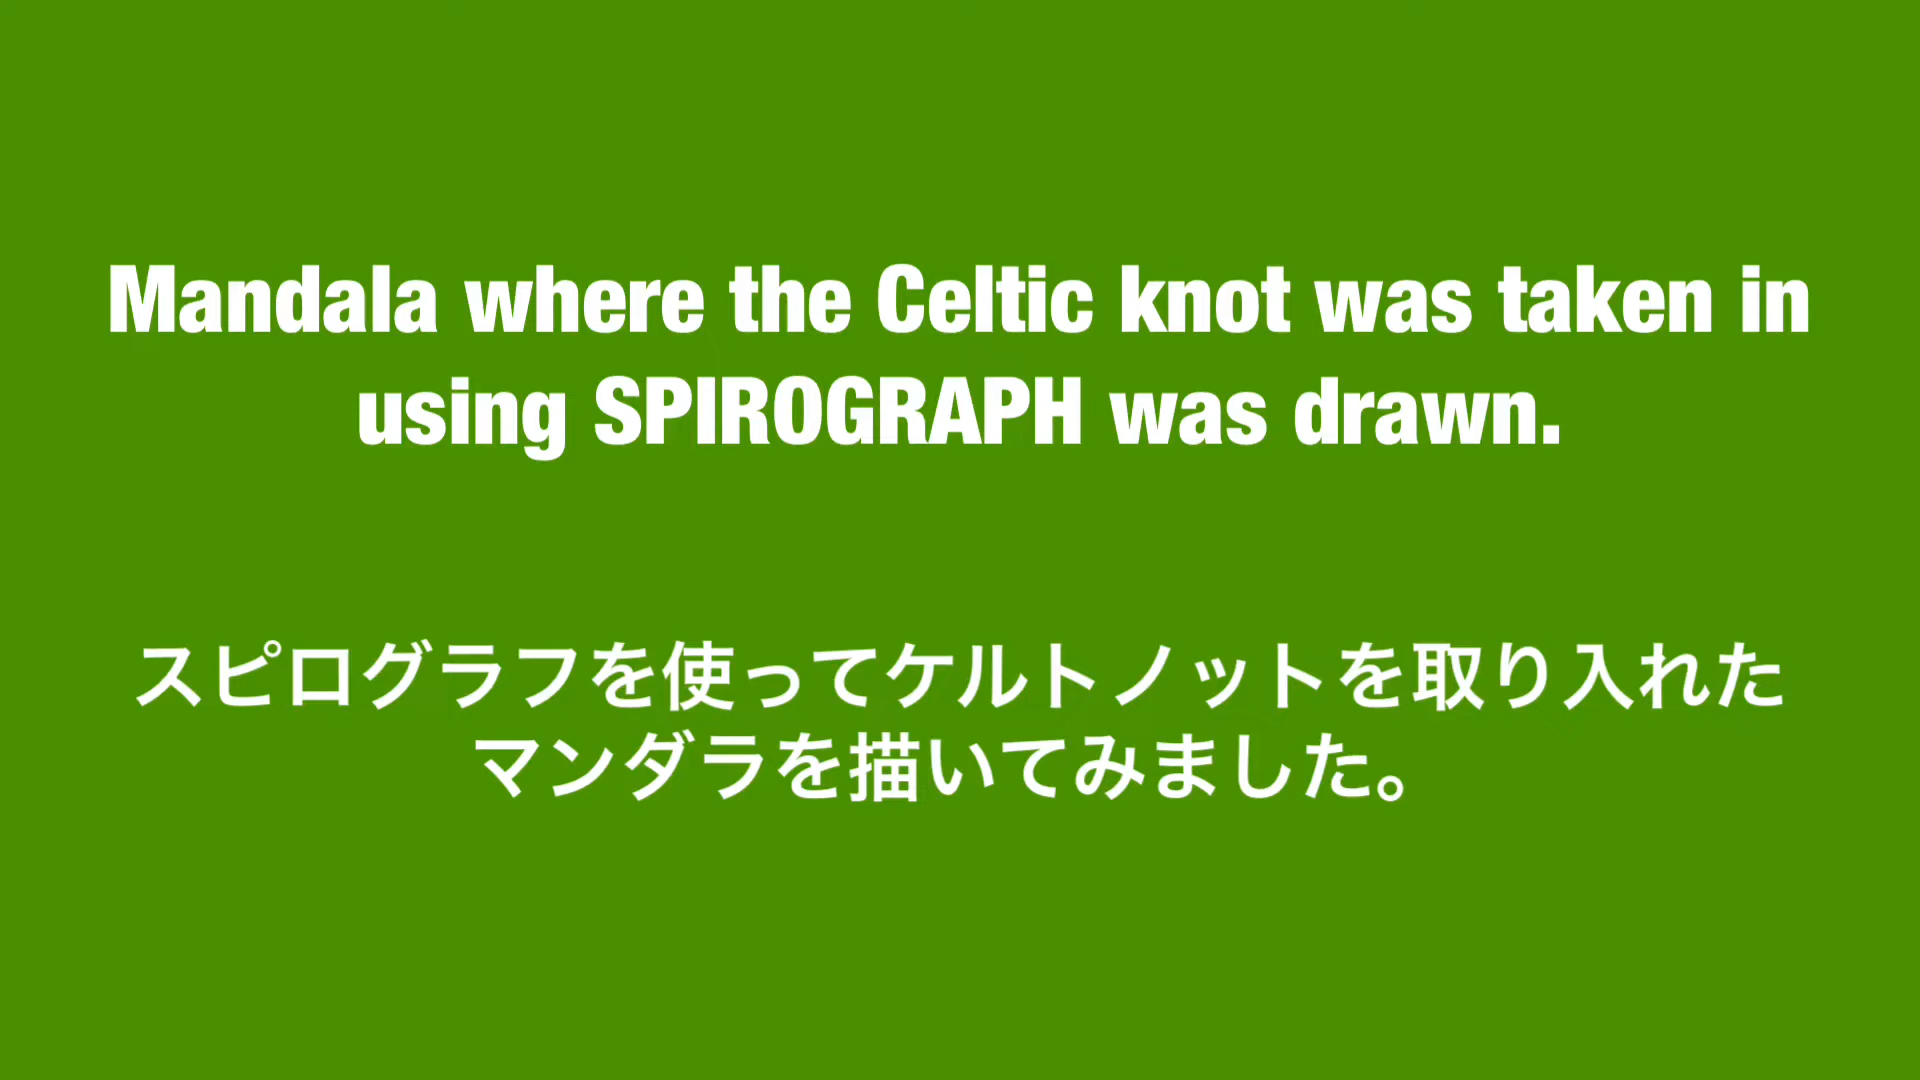 Mandala where the Celtic knot was taken in
using SPIROGRAPH was drawn.
スピログラフを使ってケルトノットを取り入れた
マンダラを描いてみました。